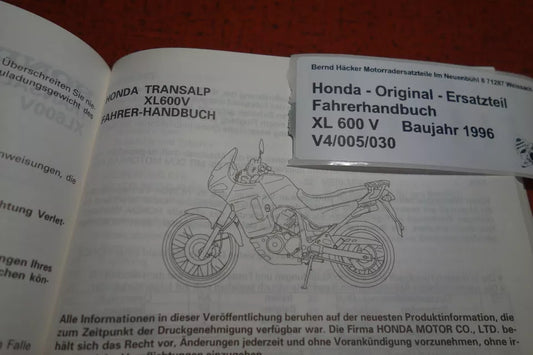 Überschreiten Sie nie-
uladungsgewicht des
nweisungen, die
chtung Verlet-
ngen Ihres
chen kön-
e Falle
HONDA TRANSALP
XL600V
FAHRER-HANDBUCH
Alle Informationen in dieser Veröffentlichung beruhen auf der neuesten Produktinformation, die
zum Zeitpunkt der Druckgenehmigung verfügbar war. Die Firma HONDA MOTOR CO., LTD. be-
hält sich das Recht vor, Änderungen jederzeit und ohne Vorankündigung vorzunehmen, ohne ir-
Verpflichtungen einzugehen
Bernd Häcker Motorradersatzteile Im Neuenbühl 6 71287 Weissach
Honda - Original - Ersatzteil
Fahrerhandbuch
XL 600 V Baujahr 1996
V4/005/030